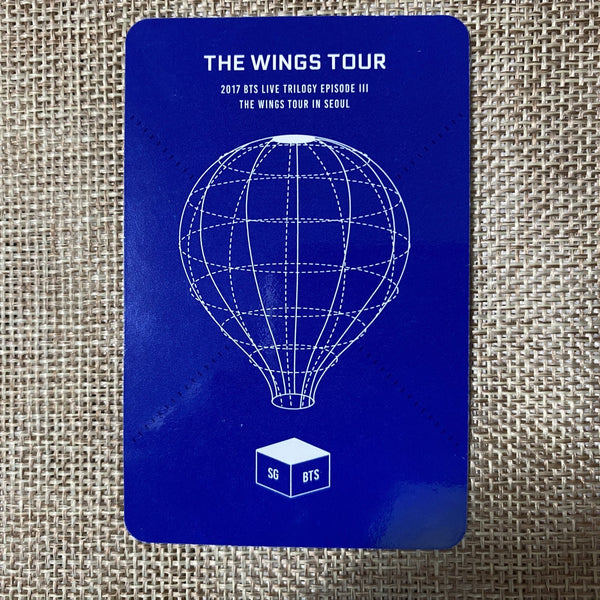 THE WINGS TOUR
2017 BTS LIVE TRILOGY EPISODE III
THE WINGS TOUR IN SEOUL
SG BTS